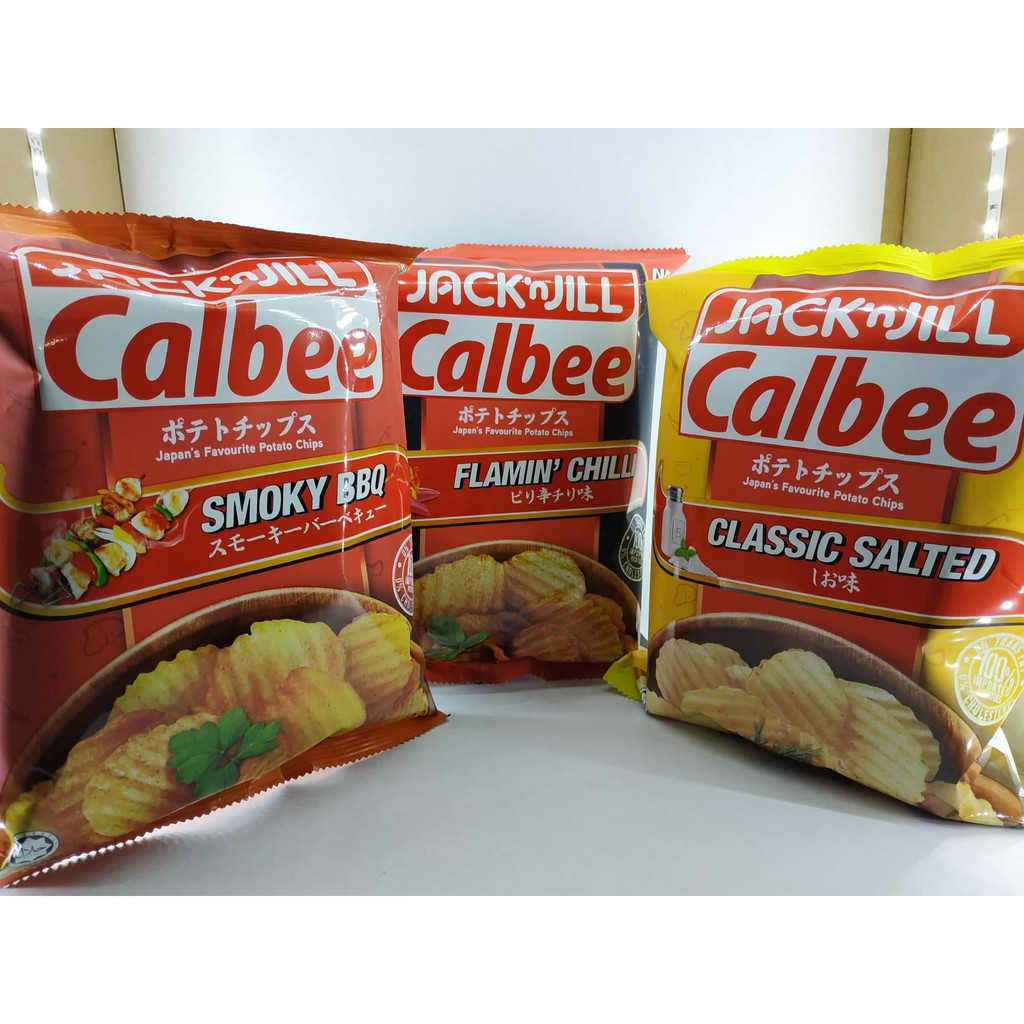 JACK'n JILL
Calbee
ポテトチップス
Japan's Favourite Potato Chips
SMOKY BBQ
スモーキーバーベキュー
JACK'n JILL
Calbee
ポテトチップス
Japan's Favourite Potato Chips
FLAMIN' CHILLI
ピリ辛チリ味
JACK'n JILL
Calbee
ポテトチップス
Japan's Favourite Potato Chips
CLASSIC SALTED
しお味
100%
IMPORTED